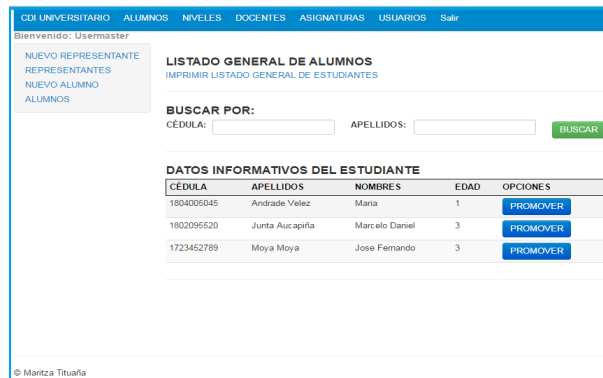 CDI UNIVERSITARIO ALUMNOS NIVELES DOCENTES ASIGNATURAS USUARIOS Salir
Bienvenido: Usermaster
NUEVO REPRESENTANTE
REPRESENTANTES
NUEVO ALUMNO
ALUMNOS
LISTADO GENERAL DE ALUMNOS
IMPRIMIR LISTADO GENERAL DE ESTUDIANTES
BUSCAR POR:
CÉDULA: APELLIDOS: BUSCAR
DATOS INFORMATIVOS DEL ESTUDIANTE
CÉDULA APELLIDOS NOMBRES EDAD OPCIONES
1804005045 Andrade Velez Maria 1 PROMOVER
1802095520 Junta Aucapiña Marcelo Daniel 3 PROMOVER
1723452789 Moya Moya Jose Fernando 3 PROMOVER
© Maritza Tituaña